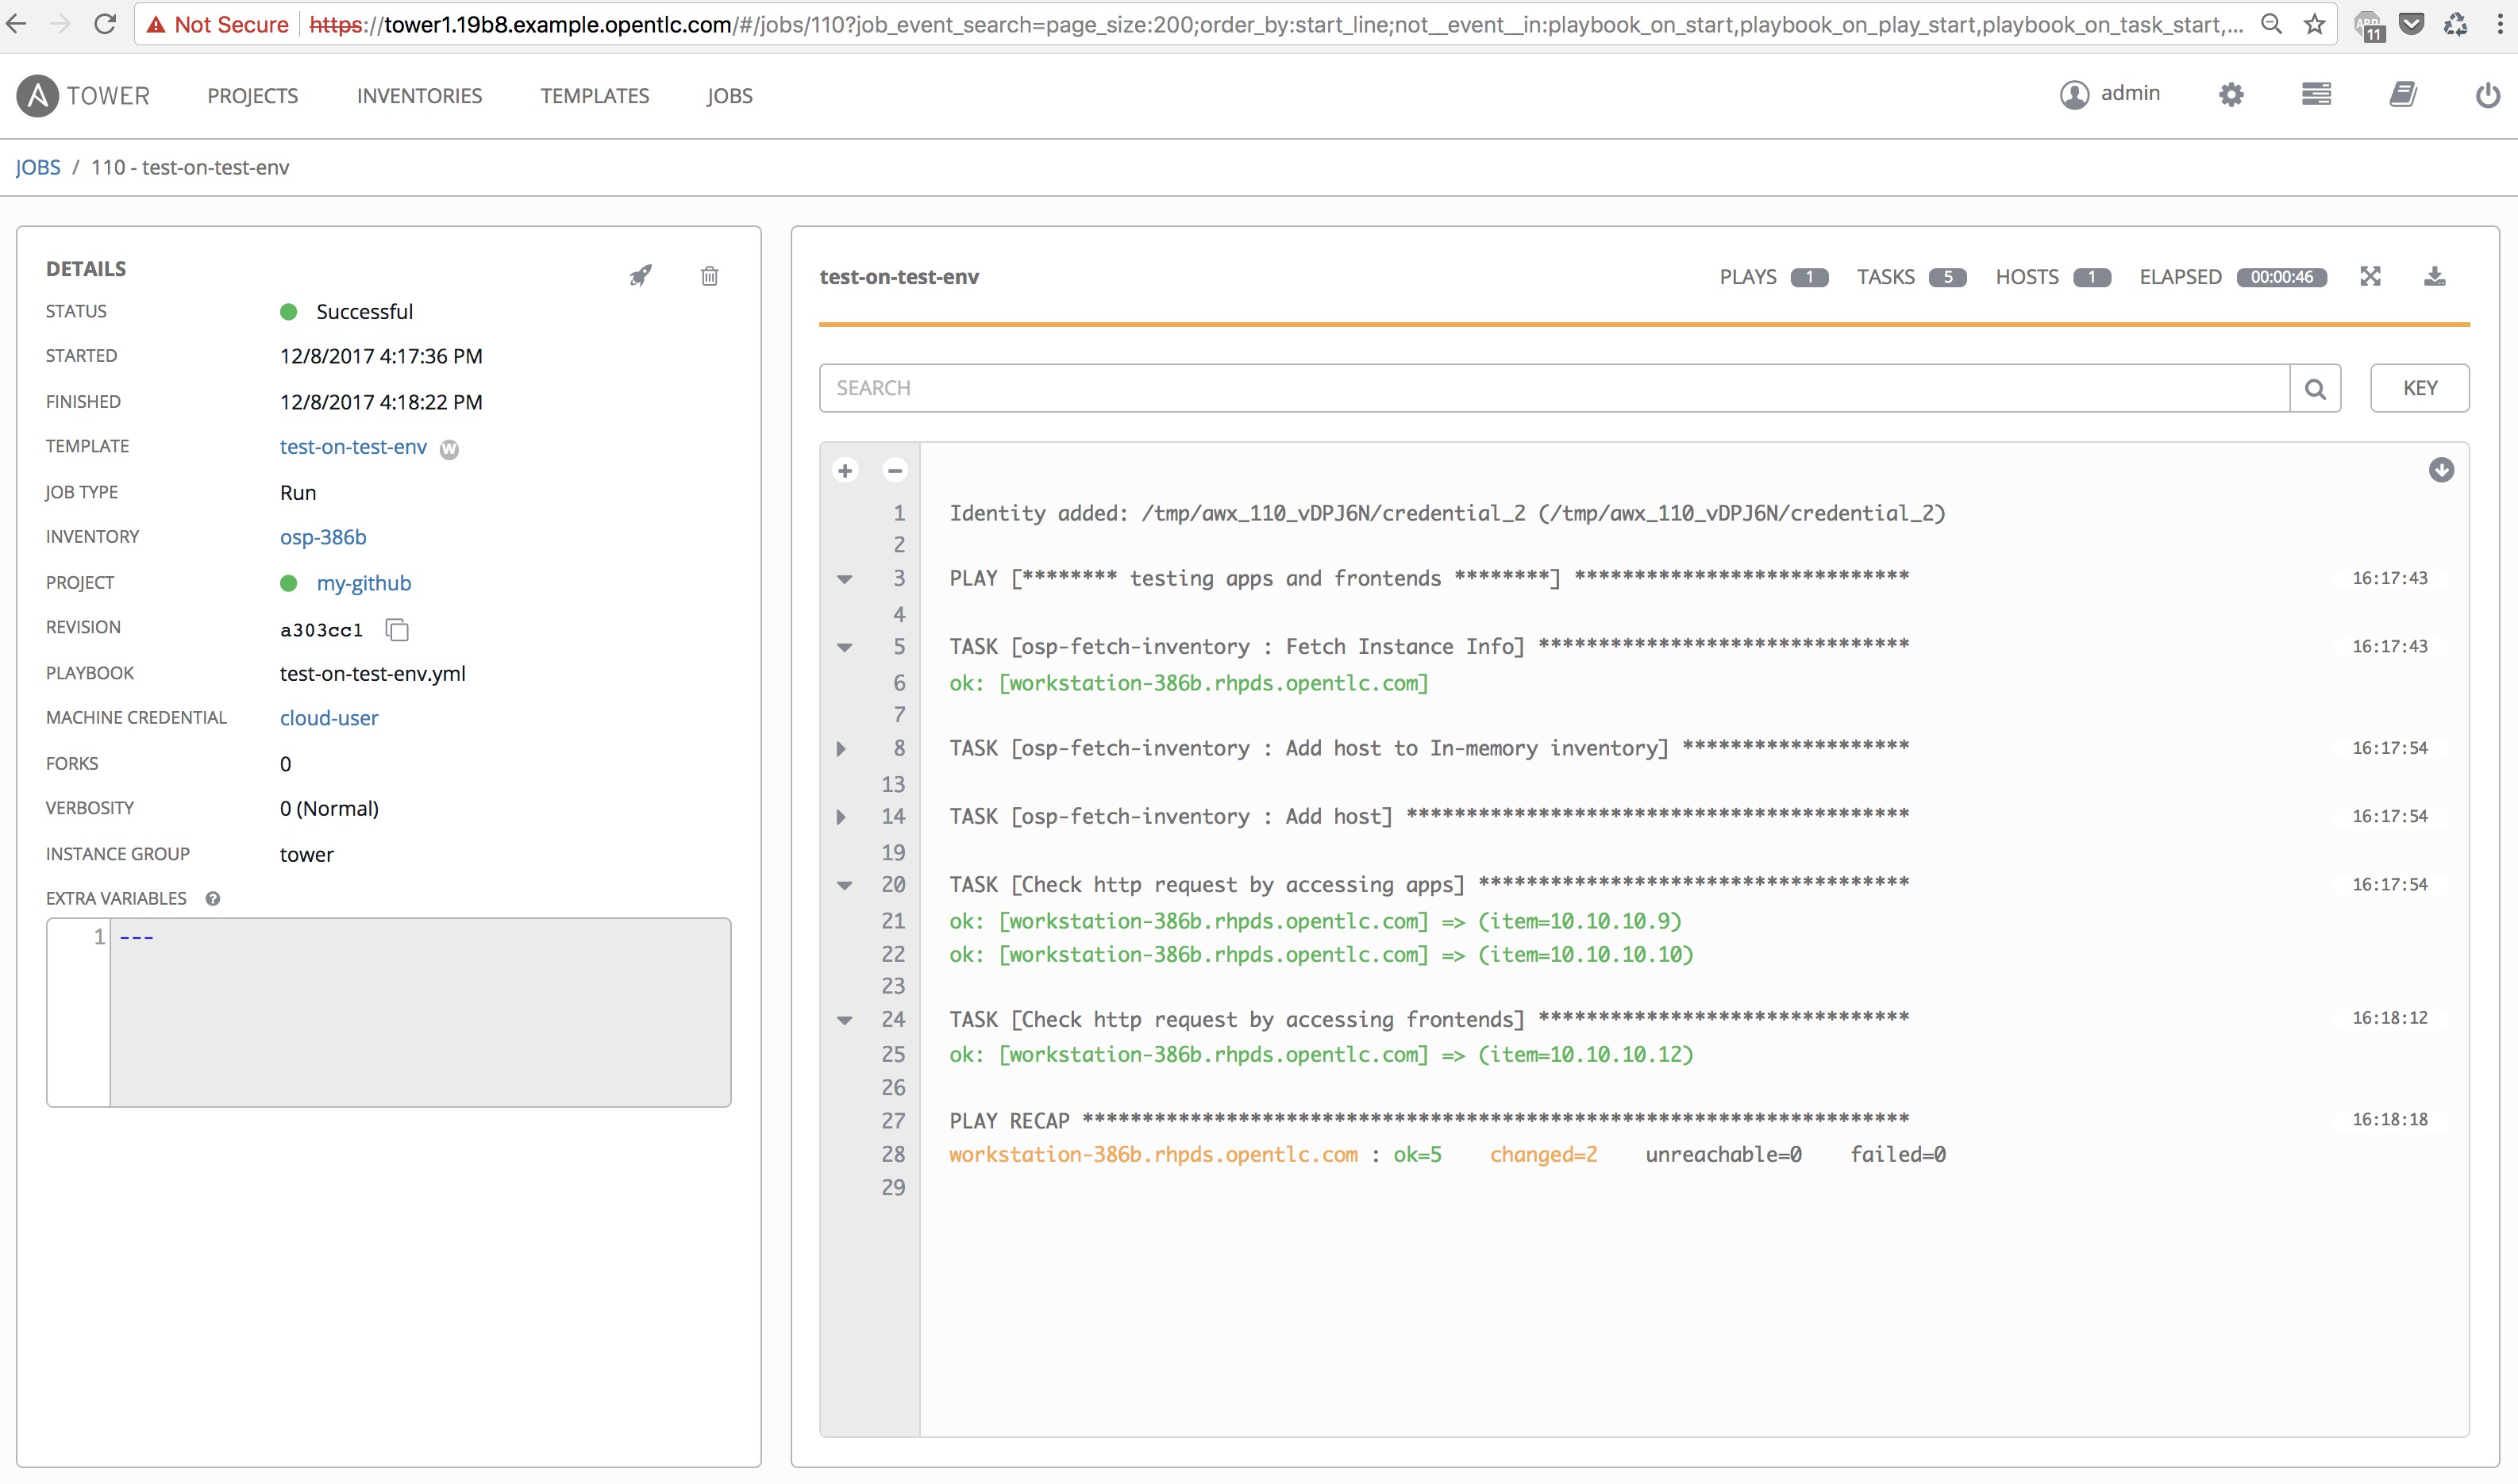 Not Secure https://tower1.19b8.example.opentlc.com/#/jobs/110?job_event_search=page_size:200;order_by:start_line;not__event__in:playbook_on_start,playbook_on_play_start,playbook_on_task_start,... 11
A TOWER PROJECTS INVENTORIES TEMPLATES JOBS admin
JOBS / 110 - test-on-test-env
DETAILS
STATUS Successful
STARTED 12/8/2017 4:17:36 PM
FINISHED 12/8/2017 4:18:22 PM
TEMPLATE test-on-test-env W
JOB TYPE Run
INVENTORY osp-386b
PROJECT my-github
REVISION a303cc1
PLAYBOOK test-on-test-env.yml
MACHINE CREDENTIAL cloud-user
FORKS 0
VERBOSITY 0 (Normal)
INSTANCE GROUP tower
EXTRA VARIABLES ?
1 ---
test-on-test-env PLAYS 1 TASKS 5 HOSTS 1 ELAPSED 00:00:46
SEARCH KEY
1 Identity added: /tmp/awx_110_vDPJ6N/credential_2 (/tmp/awx_110_vDPJ6N/credential_2)
2
3 PLAY [******** testing apps and frontends ********] **************************** 16:17:43
4
5 TASK [osp-fetch-inventory : Fetch Instance Info] ******************************* 16:17:43
6 ok: [workstation-386b.rhpds.opentlc.com]
7
8 TASK [osp-fetch-inventory : Add host to In-memory inventory] ******************* 16:17:54
13
14 TASK [osp-fetch-inventory : Add host] ****************************************** 16:17:54
19
20 TASK [Check http request by accessing apps] ************************************ 16:17:54
21 ok: [workstation-386b.rhpds.opentlc.com] => (item=10.10.10.9)
22 ok: [workstation-386b.rhpds.opentlc.com] => (item=10.10.10.10)
23
24 TASK [Check http request by accessing frontends] ******************************* 16:18:12
25 ok: [workstation-386b.rhpds.opentlc.com] => (item=10.10.10.12)
26
27 PLAY RECAP ********************************************************************* 16:18:18
28 workstation-386b.rhpds.opentlc.com : ok=5 changed=2 unreachable=0 failed=0
29